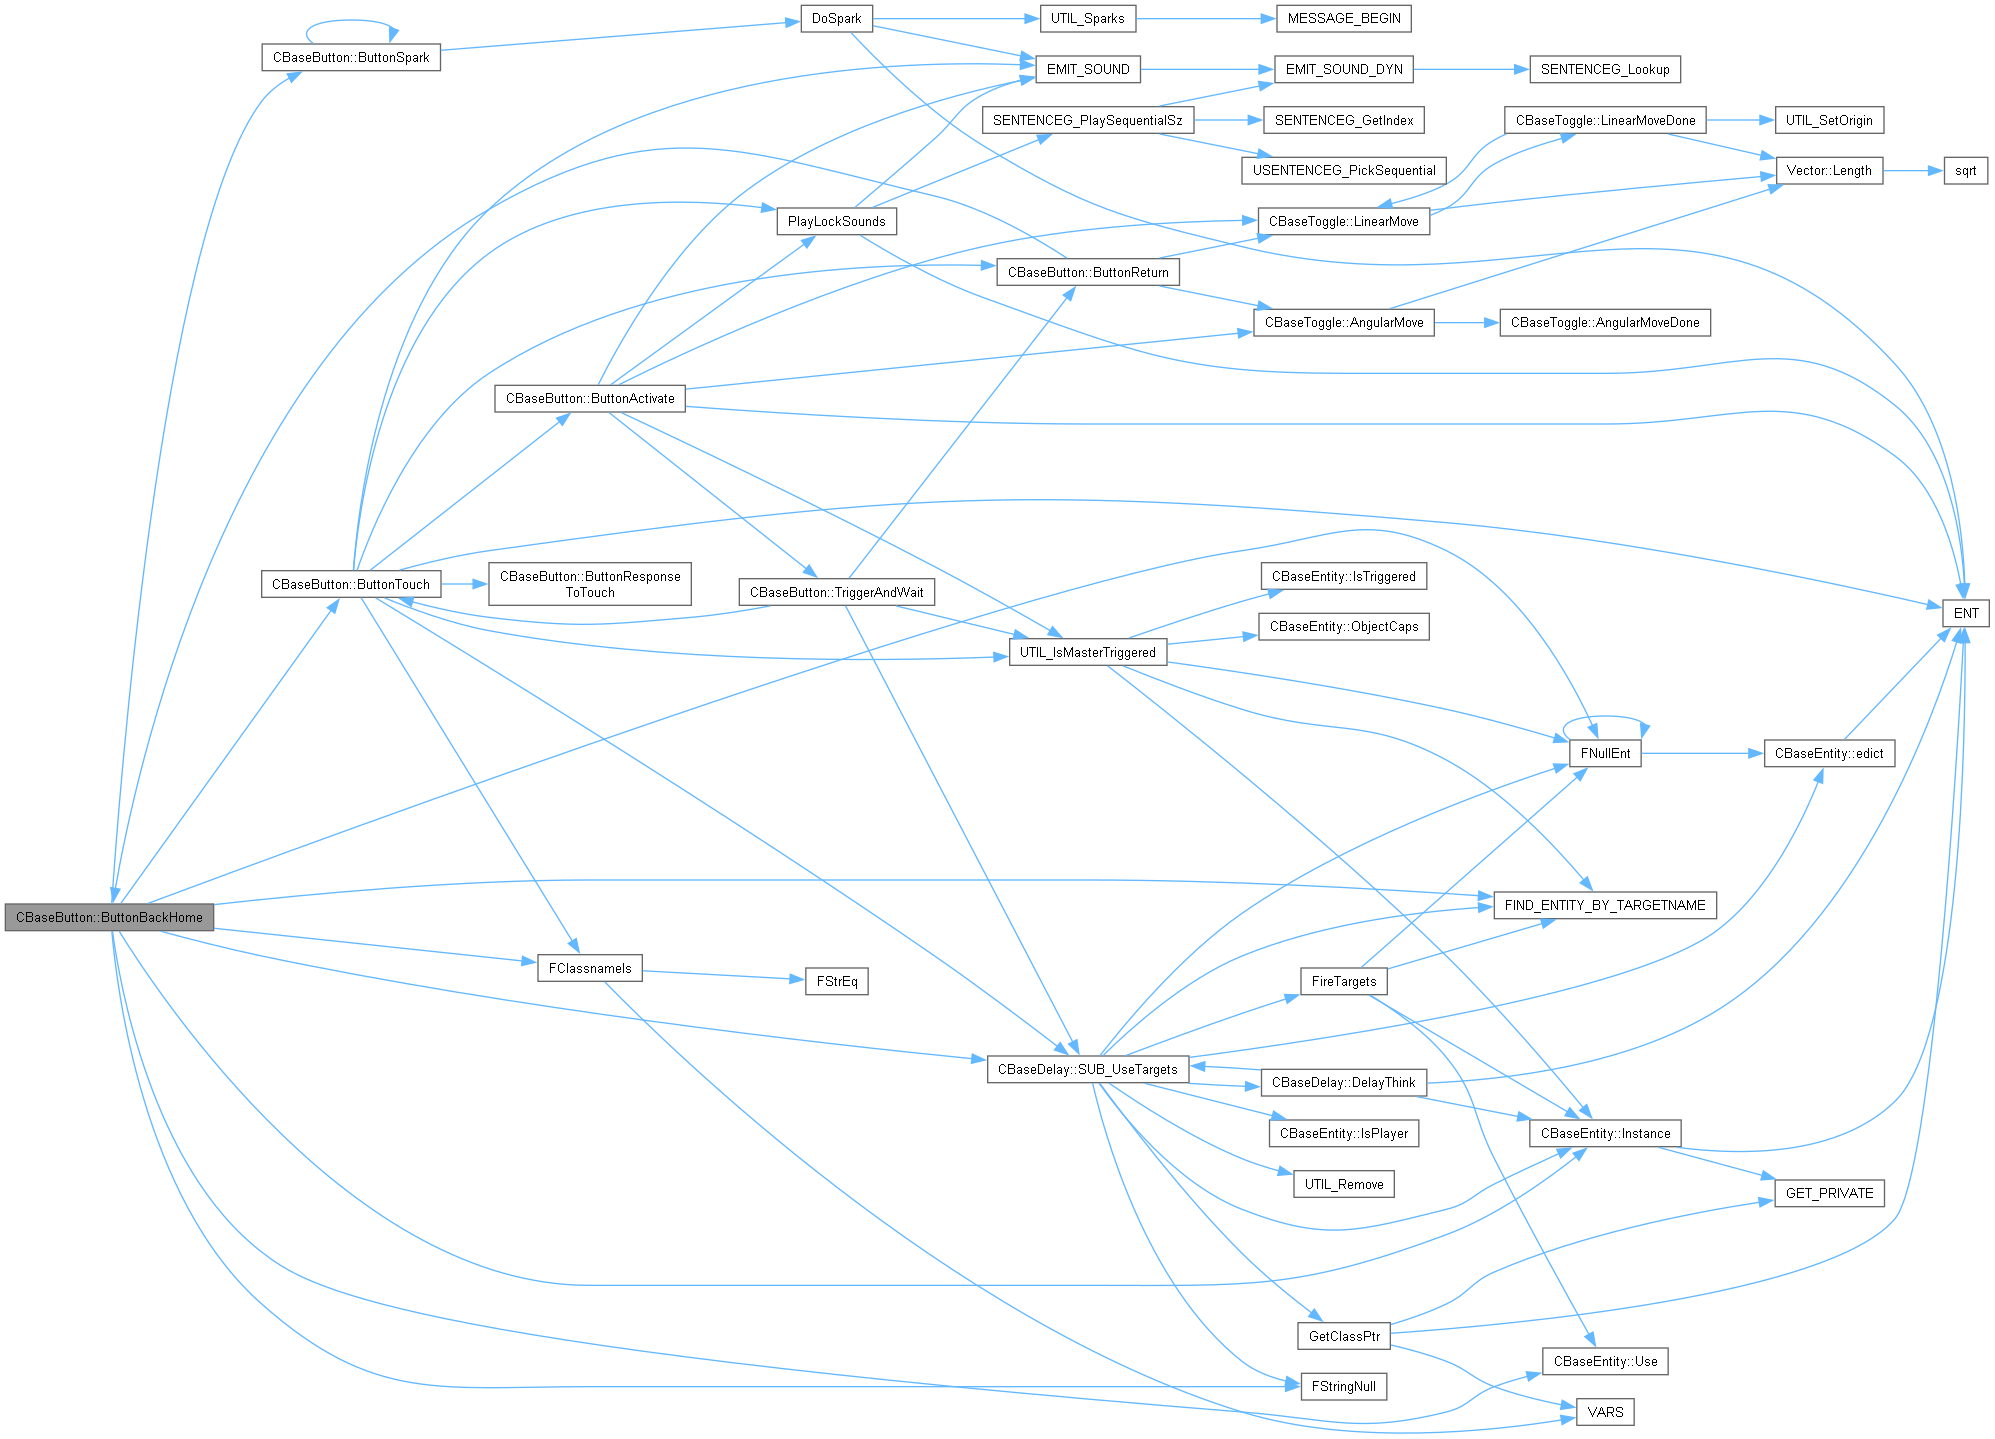 DoSpark
UTIL_Sparks
MESSAGE_BEGIN
CBaseButton::ButtonSpark
EMIT_SOUND
EMIT_SOUND_DYN
SENTENCEG_Lookup
SENTENCEG_PlaySequentialSz
SENTENCEG_GetIndex
CBaseToggle::LinearMoveDone
UTIL_SetOrigin
USENTENCEG_PickSequential
Vector::Length
sqrt
PlayLockSounds
CBaseToggle::LinearMove
CBaseButton::ButtonReturn
CBaseToggle::AngularMove
CBaseToggle::AngularMoveDone
CBaseButton::ButtonActivate
CBaseButton::ButtonTouch
CBaseButton::ButtonResponse
ToTouch
CBaseButton::TriggerAndWait
CBaseEntity::IsTriggered
CBaseEntity::ObjectCaps
ENT
UTIL_IsMasterTriggered
FNullEnt
CBaseEntity::edict
CBaseButton::ButtonBackHome
FIND_ENTITY_BY_TARGETNAME
FClassnameIs
FStrEq
FireTargets
CBaseDelay::SUB_UseTargets
CBaseDelay::DelayThink
CBaseEntity::IsPlayer
CBaseEntity::Instance
UTIL_Remove
GET_PRIVATE
GetClassPtr
CBaseEntity::Use
FStringNull
VARS